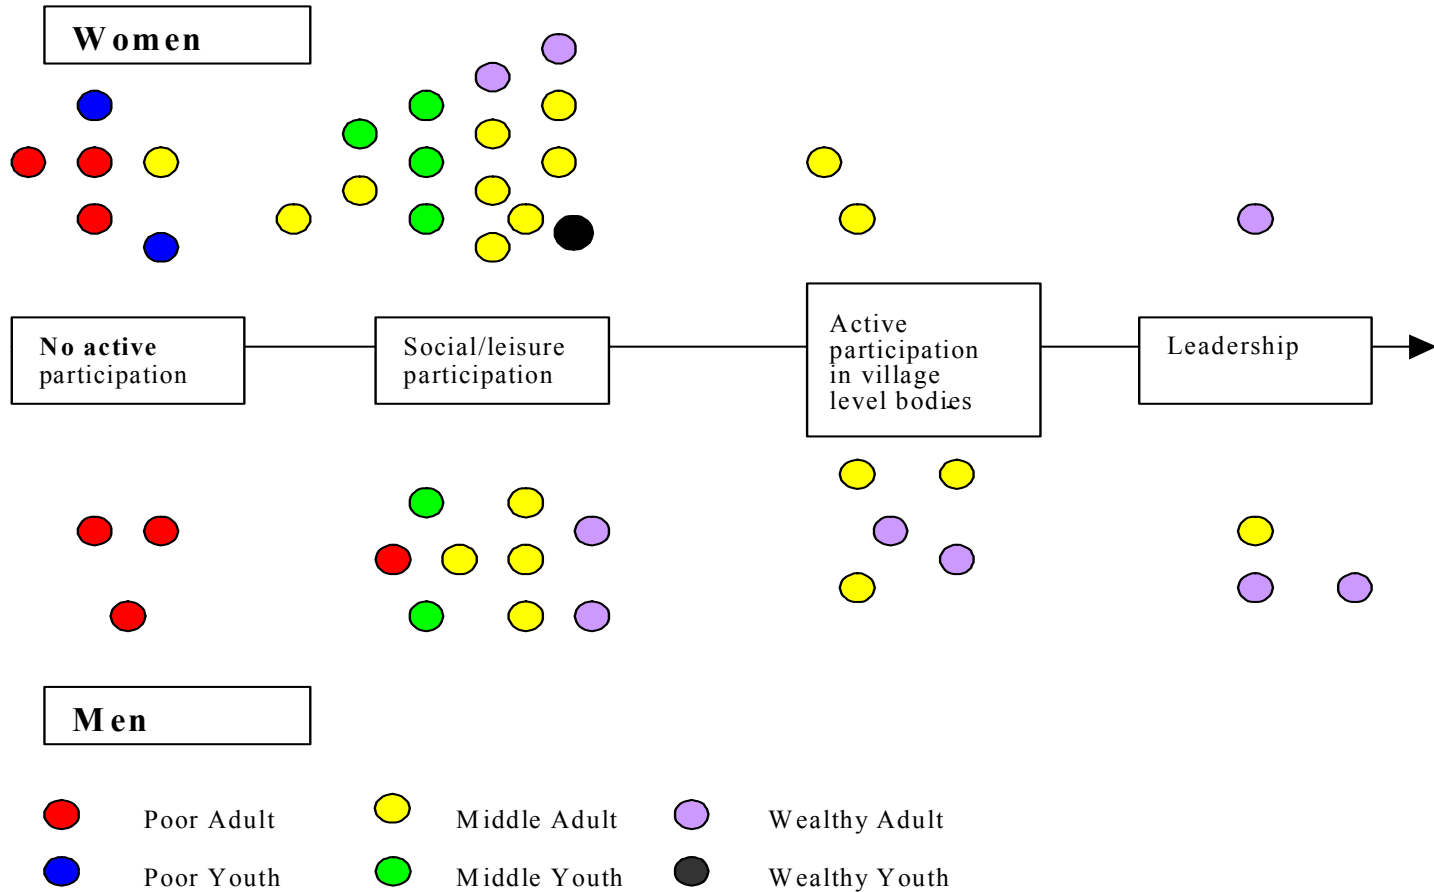 Women
No active
participation
Social/leisure
participation
Active
participation
in village
level bodies
Leadership
Men
Poor Adult
Middle Adult
Wealthy Adult
Poor Youth
Middle Youth
Wealthy Youth